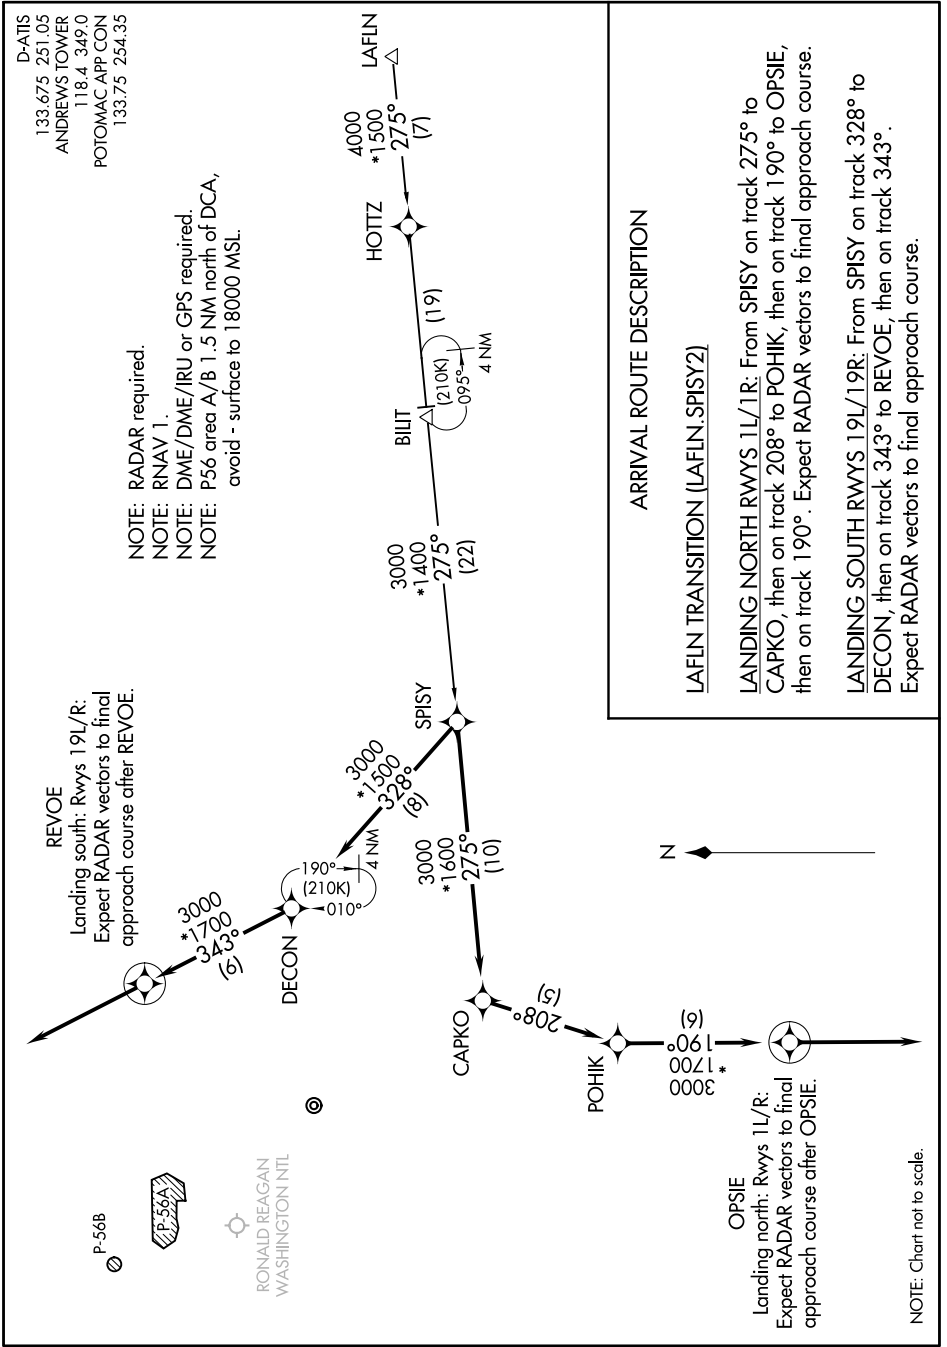 D-ATIS
133.675 251.05
ANDREWS TOWER
118.4 349.0
POTOMAC APP CON
133.75 254.35
NOTE: RADAR required.
NOTE: RNAV 1.
NOTE: DME/DME/IRU or GPS required.
NOTE: P56 area A/B 1.5 NM north of DCA,
avoid - surface to 18000 MSL.
REVOE
Landing south: Rwys 19L/R:
Expect RADAR vectors to final
approach course after REVOE.
P-56B
P-56A
RONALD REAGAN
WASHINGTON NTL
3000
*1700
343°
(6)
DECON
190°
(210K)
010°
4 NM
3000
*1500
328°
(8)
SPISY
3000
*1400
275°
(22)
BILIT
(210K)
095°
4 NM
(19)
HOTTZ
4000
*1500
275°
(7)
LAFLN
3000
*1600
275°
(10)
CAPKO
208°
(5)
POHIK
3000
*1700
190°
(6)
N
OPSIE
Landing north: Rwys 1L/R:
Expect RADAR vectors to final
approach course after OPSIE.
NOTE: Chart not to scale.
ARRIVAL ROUTE DESCRIPTION
LAFLN TRANSITION (LAFLN.SPISY2)
LANDING NORTH RWYS 1L/1R: From SPISY on track 275° to
CAPKO, then on track 208° to POHIK, then on track 190° to OPSIE,
then on track 190°. Expect RADAR vectors to final approach course.
LANDING SOUTH RWYS 19L/19R: From SPISY on track 328° to
DECON, then on track 343° to REVOE, then on track 343°.
Expect RADAR vectors to final approach course.